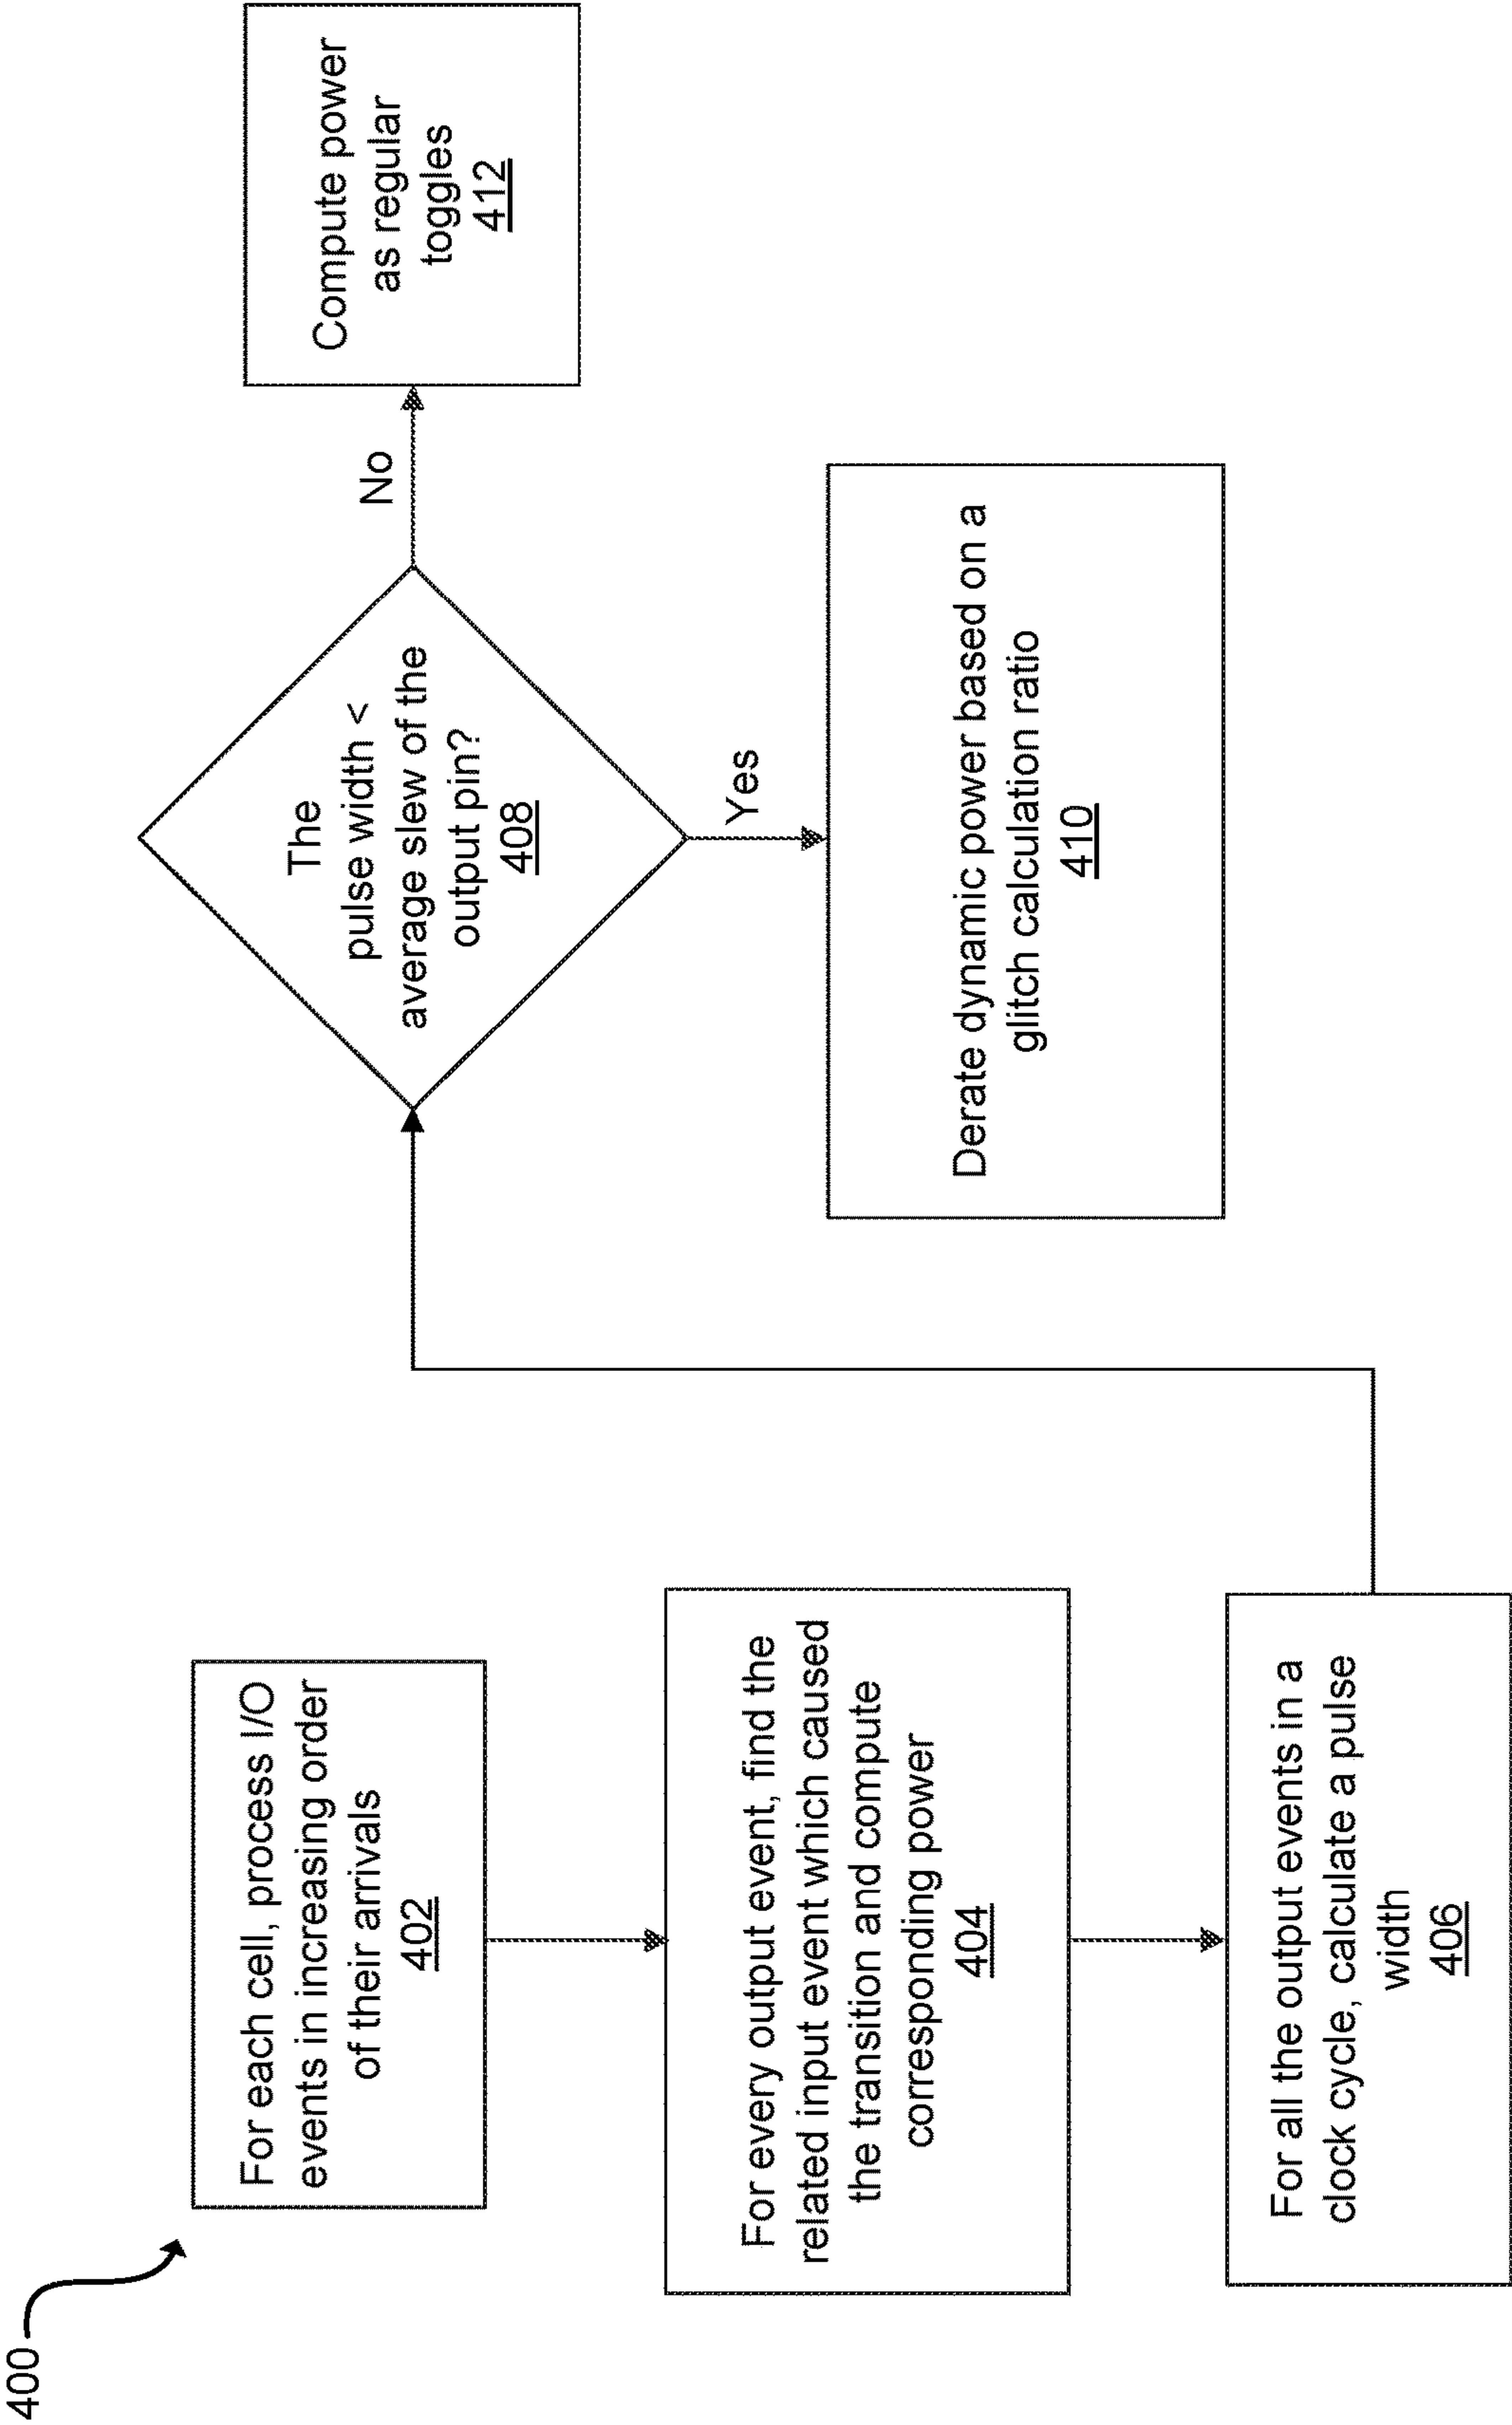 400
For each cell, process I/O
events in increasing order
of their arrivals
402
For every output event, find the
related input event which caused
the transition and compute
corresponding power
404
For all the output events in a
clock cycle, calculate a pulse
width
406
The
pulse width <
average slew of the
output pin?
408
Yes
No
Derate dynamic power based on a
glitch calculation ratio
410
Compute power
as regular
toggles
412